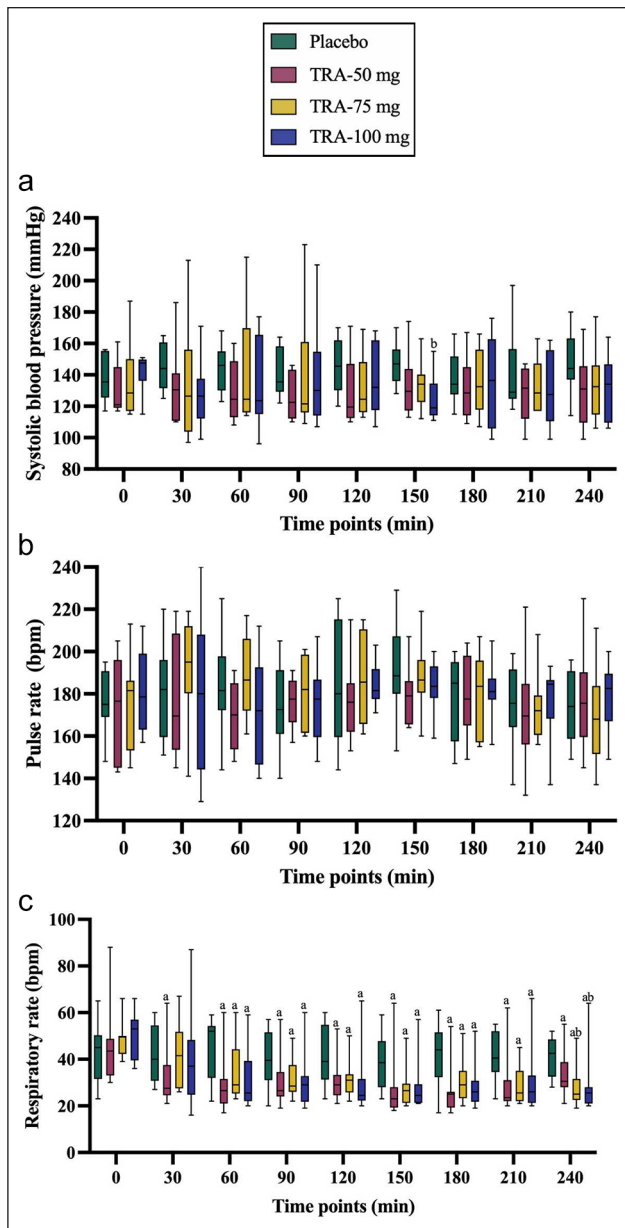 Placebo
TRA-50 mg
TRA-75 mg
TRA-100 mg
a
Systolic blood pressure (mmHg)
240
220
200
180
160
140
120
100
80
b
0 30 60 90 120 150 180 210 240
Time points (min)
b
Pulse rate (bpm)
240
220
200
180
160
140
120
0 30 60 90 120 150 180 210 240
Time points (min)
c
Respiratory rate (bpm)
100
80
60
40
20
0
a a a a a a a a a a a a a a a a a a a a ab ab
0 30 60 90 120 150 180 210 240
Time points (min)